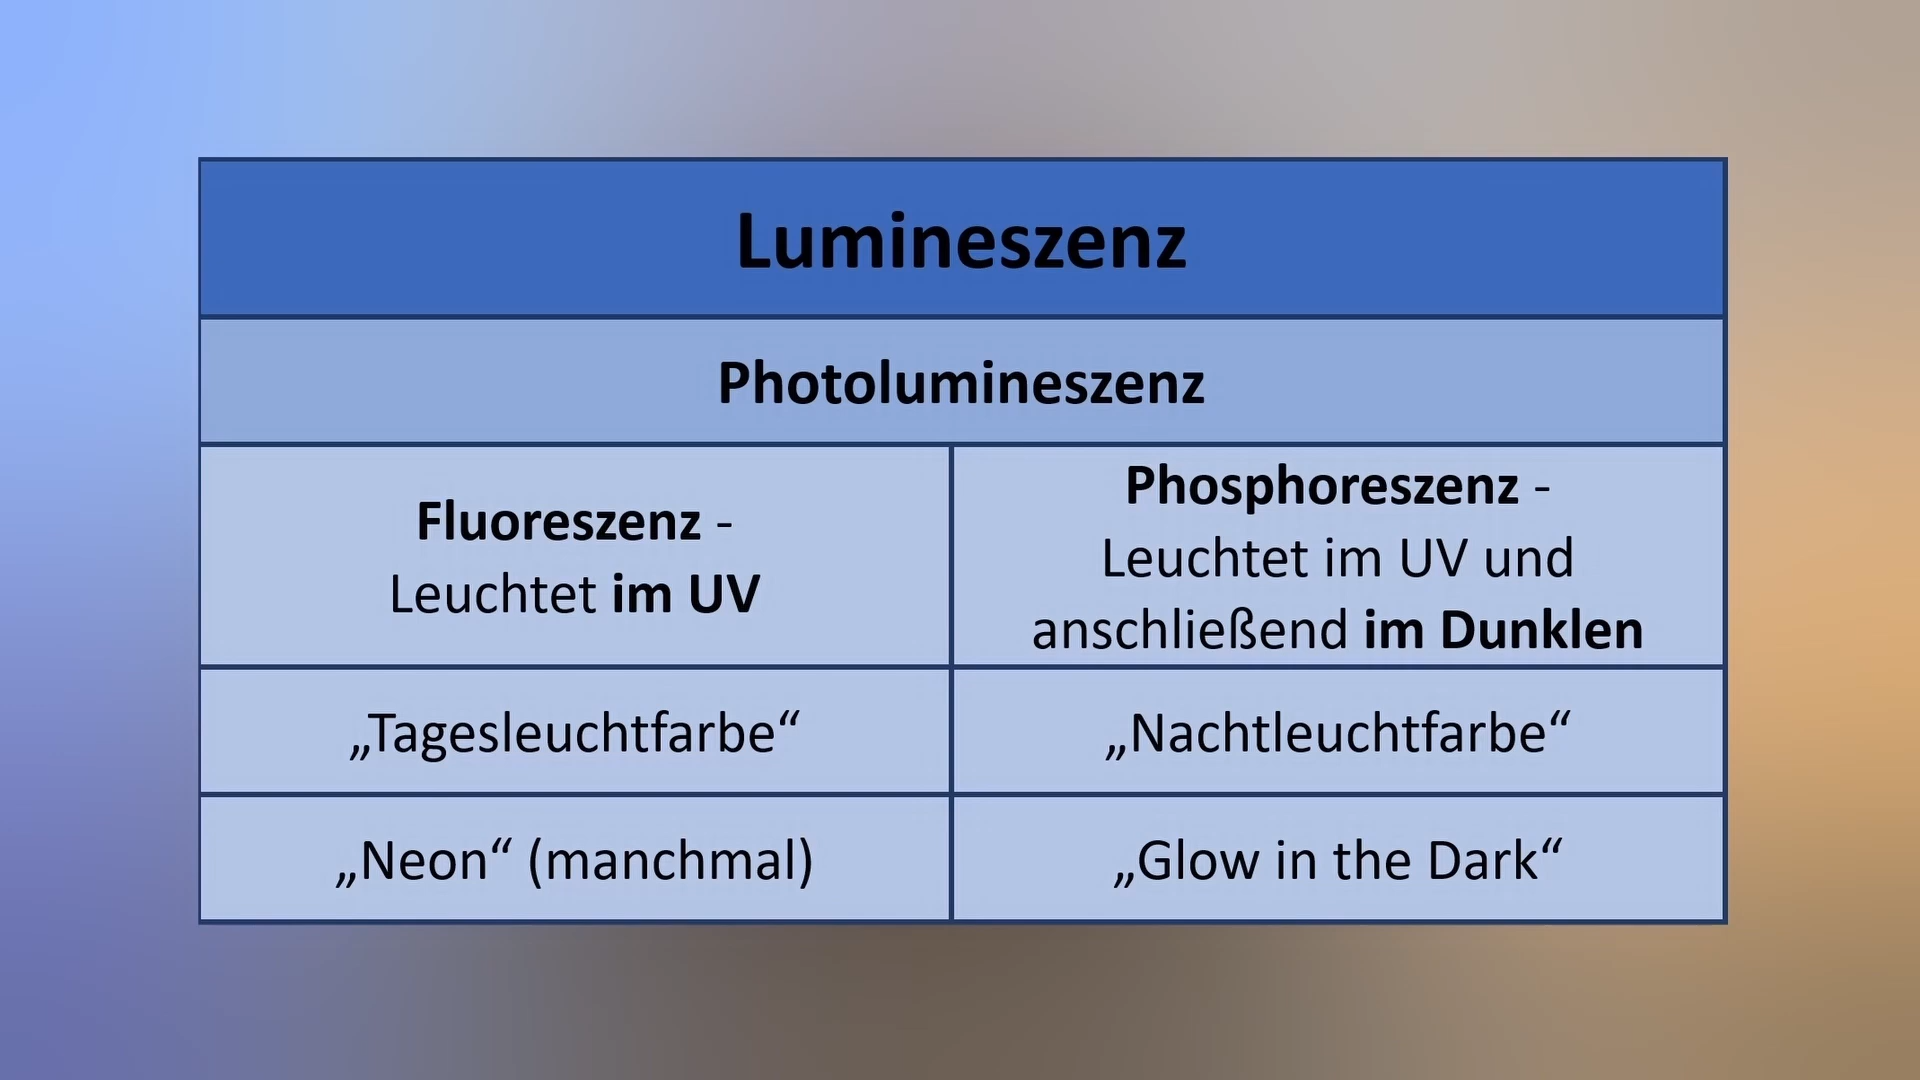 Lumineszenz
Photolumineszenz
Fluoreszenz -
Leuchtet im UV
Phosphoreszenz -
Leuchtet im UV und
anschließend im Dunklen
„Tagesleuchtfarbe“
„Nachtleuchtfarbe“
„Neon“ (manchmal)
„Glow in the Dark“